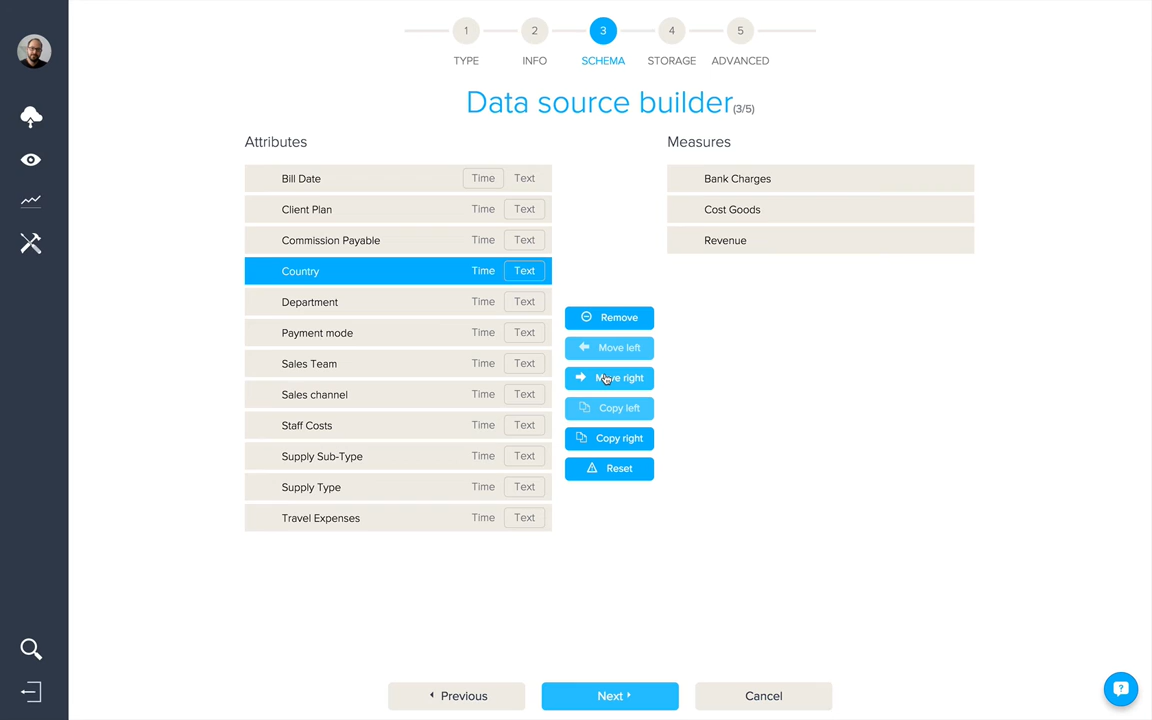 1 2 3 4 5
TYPE INFO SCHEMA STORAGE ADVANCED
Data source builder(3/5)
Attributes
Bill Date Time Text
Client Plan Time Text
Commission Payable Time Text
Country Time Text
Department Time Text
Payment mode Time Text
Sales Team Time Text
Sales channel Time Text
Staff Costs Time Text
Supply Sub-Type Time Text
Supply Type Time Text
Travel Expenses Time Text
Remove
Move left
Move right
Copy left
Copy right
Reset
Measures
Bank Charges
Cost Goods
Revenue
Previous Next Cancel
?